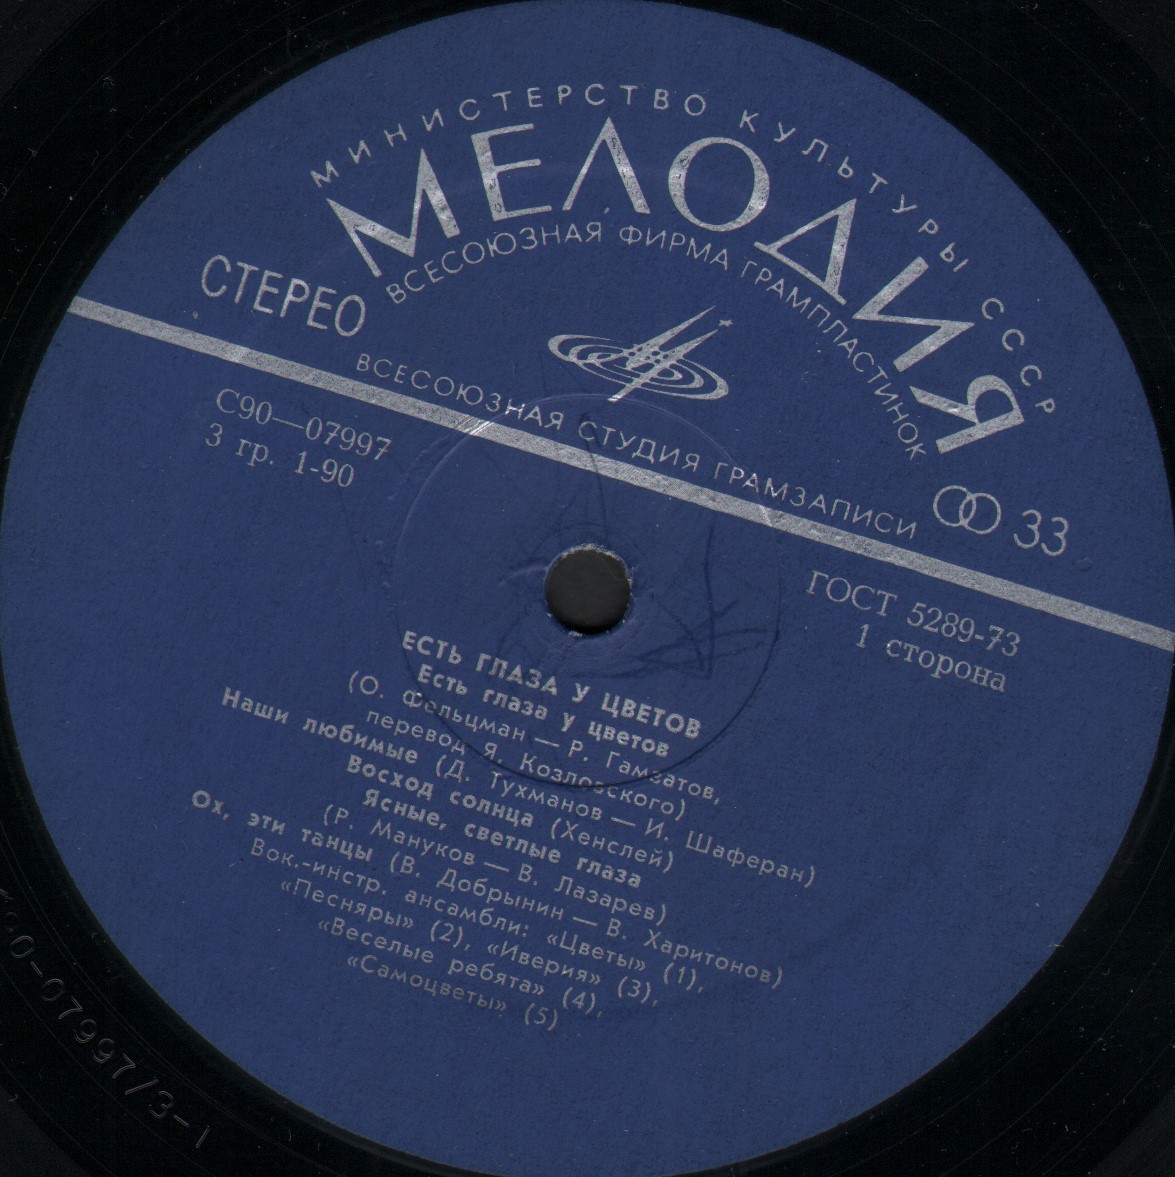 МИНИСТЕРСТВО КУЛЬТУРЫ СССР
МЕЛОДИЯ
ВСЕСОЮЗНАЯ ФИРМА ГРАМПЛАСТИНОК
СТЕРЕО
ВСЕСОЮЗНАЯ СТУДИЯ ГРАМЗАПИСИ
33
С90—07997
3 гр. 1-90
ГОСТ 5289-73
1 сторона
ЕСТЬ ГЛАЗА У ЦВЕТОВ
Есть глаза у цветов
(О. Фельцман — Р. Гамзатов,
перевод Я. Козловского)
Наши любимые (Д. Тухманов — И. Шаферан)
Восход солнца (Хенслей)
Ясные, светлые глаза
(Р. Мануков — В. Лазарев)
Ох, эти танцы (В. Добрынин — В. Харитонов)
Вок.-инстр. ансамбли: «Цветы» (1),
«Песняры» (2), «Иверия» (3),
«Веселые ребята» (4),
«Самоцветы» (5)
90-07997/3-1